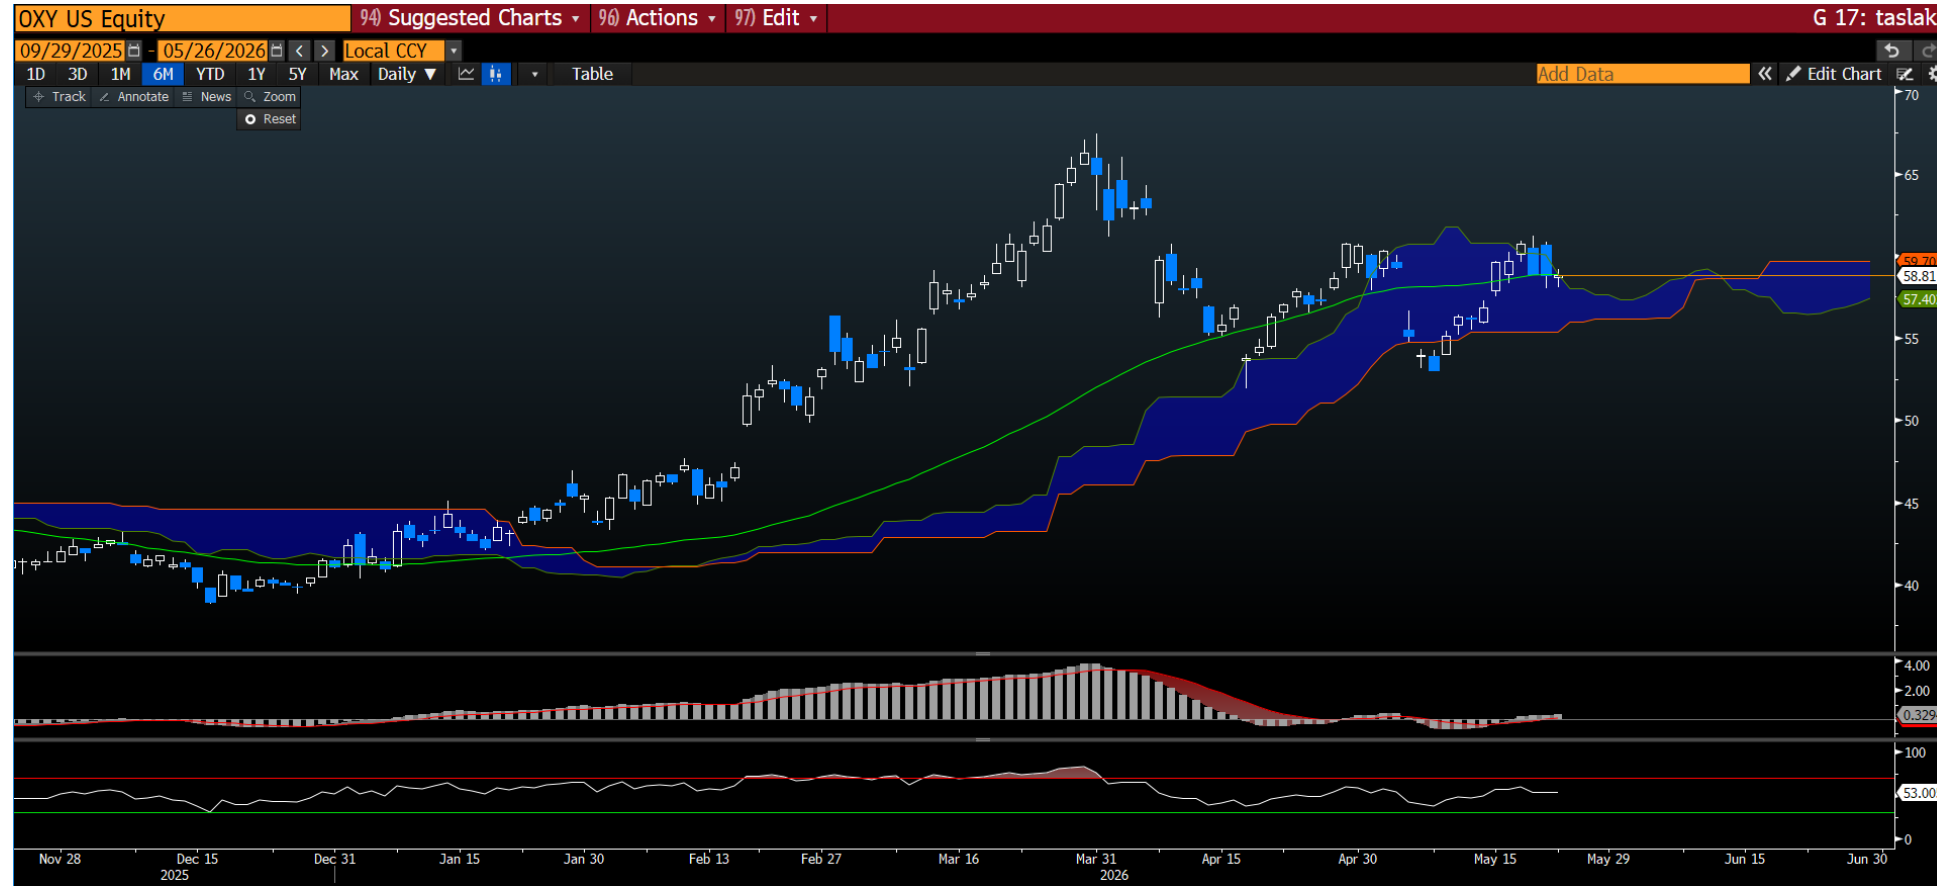 OXY US Equity 94) Suggested Charts 96) Actions 97) Edit G 17: taslak
09/29/2025 - 05/26/2026 Local CCY
1D 3D 1M 6M YTD 1Y 5Y Max Daily Table Add Data Edit Chart
Track Annotate News Zoom
Reset
70
65
59.70
58.81
57.40
55
50
45
40
4.00
2.00
0.329
100
53.00
0
Nov 28 Dec 15 Dec 31 Jan 15 Jan 30 Feb 13 Feb 27 Mar 16 Mar 31 Apr 15 Apr 30 May 15 May 29 Jun 15 Jun 30
2025 2026